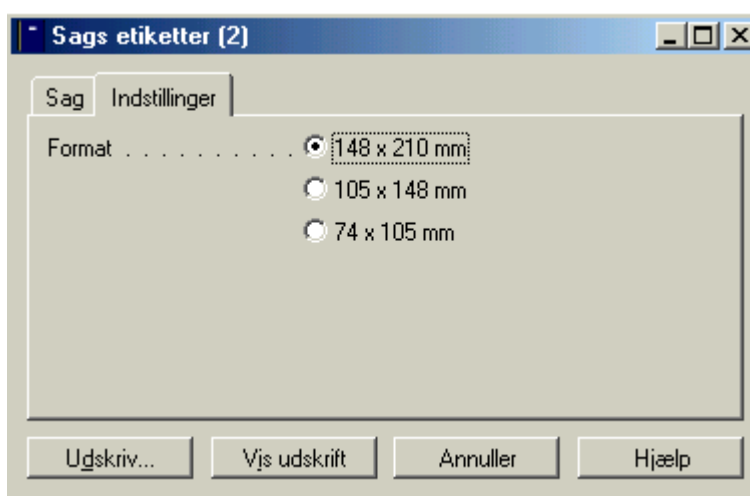 Sags etiketter (2)
Sag Indstillinger
Format . . . . . . . . . . 148 x 210 mm
105 x 148 mm
74 x 105 mm
Udskriv... Vis udskrift Annuller Hjælp